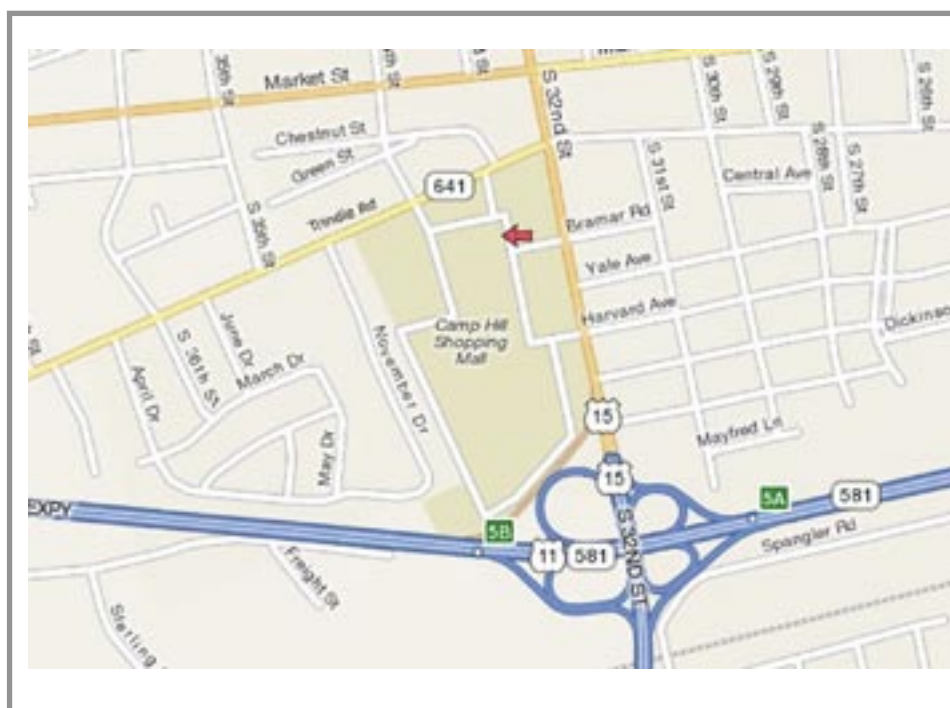 Market St
35th St
S 32nd St
S 30th St
S 29th St
S 26th St
Chestnut St
Green St
641
S 31st St
S 28th St
S 27th St
Central Ave
S 39th St
Trindle Rd
Bramar Rd
Yale Ave
Harvard Ave
Dickinson
Camp Hill
Shopping
Mall
June Dr
March Dr
S 36th St
April Dr
May Dr
November Dr
15
Mayfred Ln
15
5A
581
EXPY
5B
11
581
S 32ND ST
Spangler Rd
Freight St
Sterling